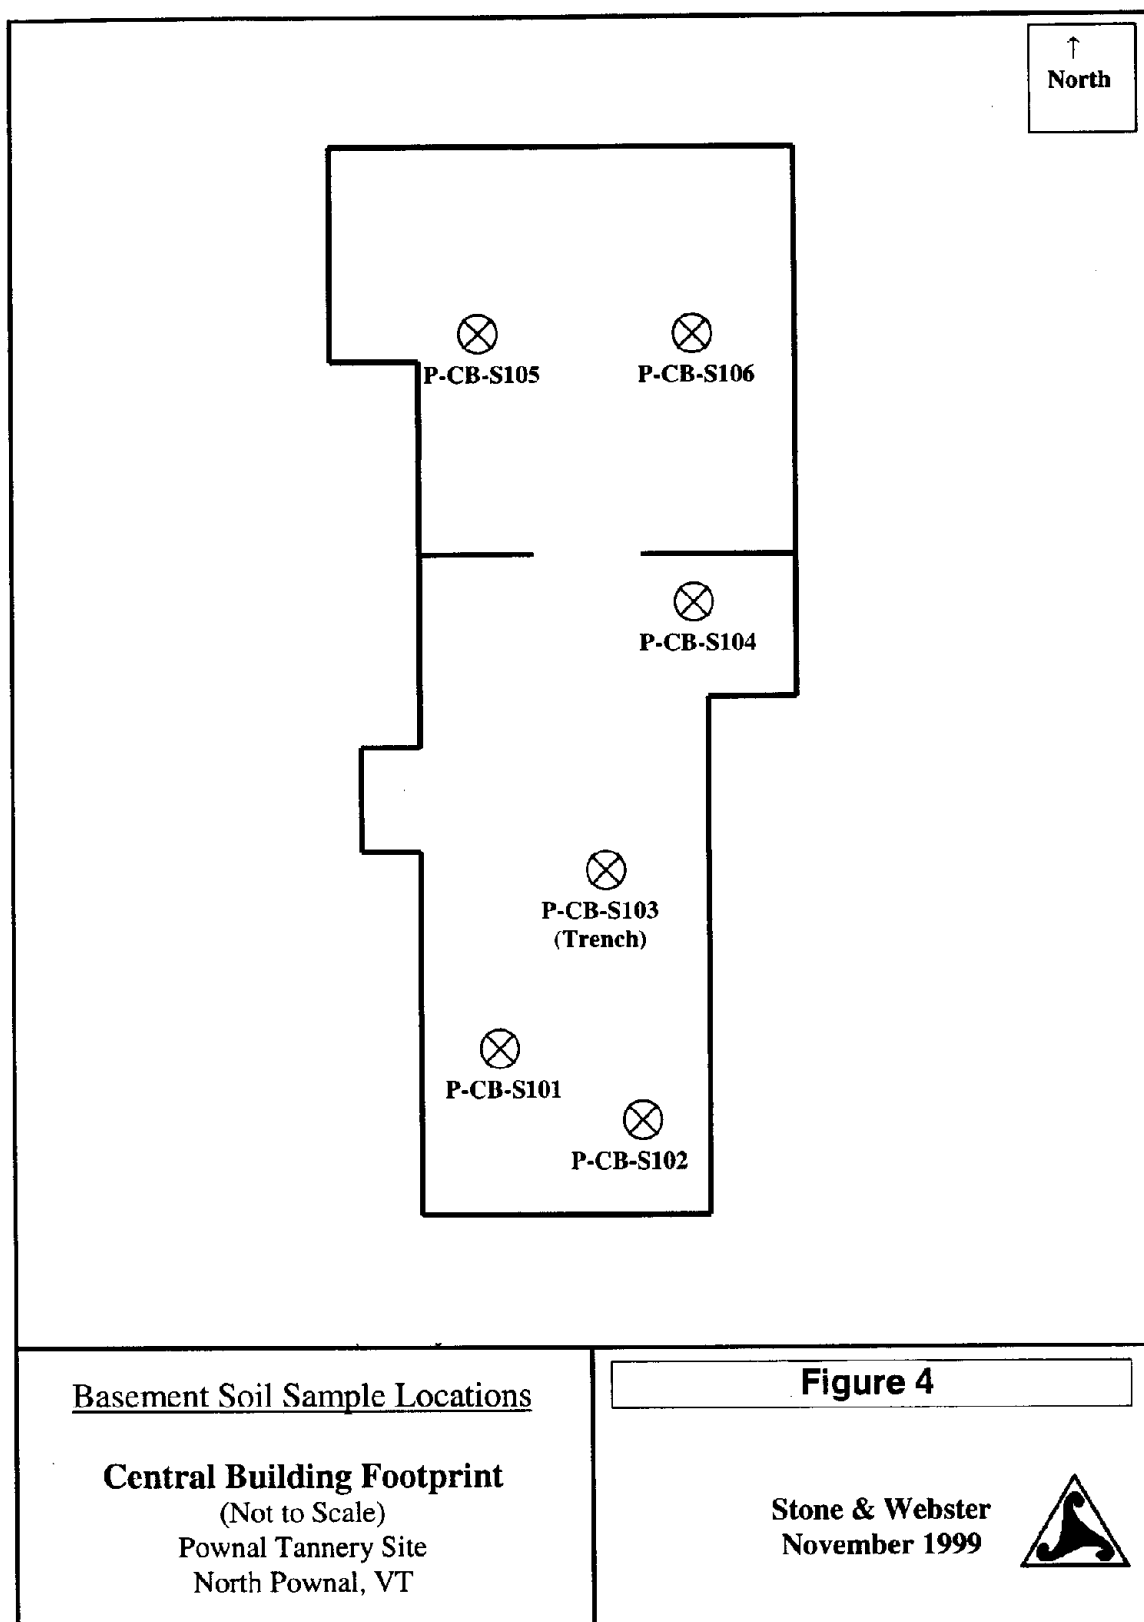 ↑
North
P-CB-S105
P-CB-S106
P-CB-S104
P-CB-S103
(Trench)
P-CB-S101
P-CB-S102
Basement Soil Sample Locations
Central Building Footprint
(Not to Scale)
Pownal Tannery Site
North Pownal, VT
Figure 4
Stone & Webster
November 1999